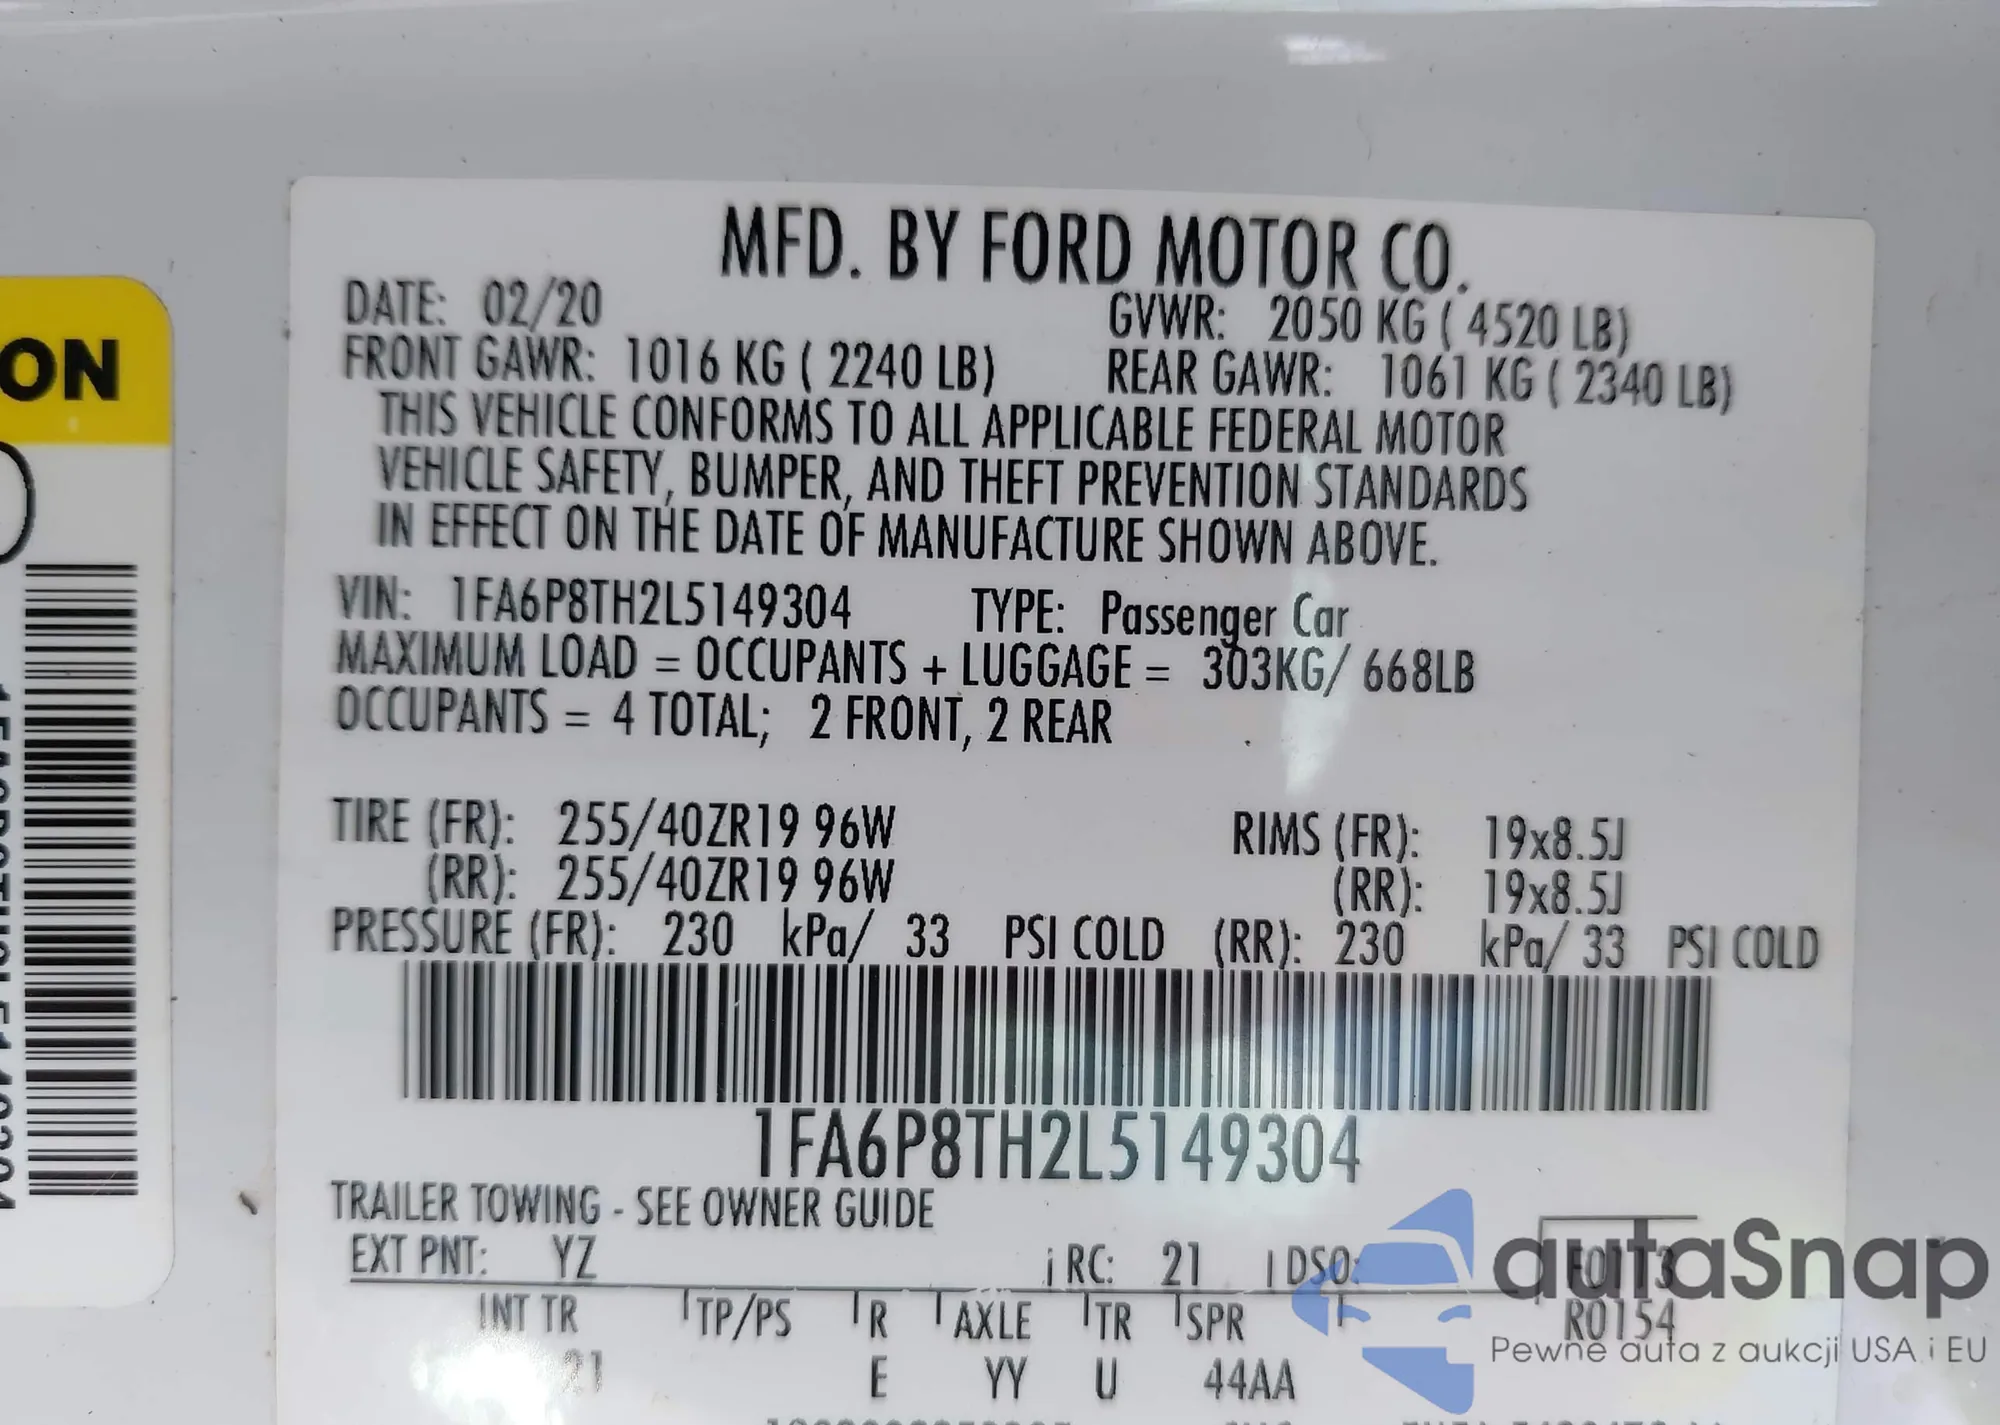 ON
MFD. BY FORD MOTOR CO.
DATE: 02/20 GVWR: 2050 KG ( 4520 LB)
FRONT GAWR: 1016 KG ( 2240 LB) REAR GAWR: 1061 KG ( 2340 LB)
THIS VEHICLE CONFORMS TO ALL APPLICABLE FEDERAL MOTOR
VEHICLE SAFETY, BUMPER, AND THEFT PREVENTION STANDARDS
IN EFFECT ON THE DATE OF MANUFACTURE SHOWN ABOVE.
VIN: 1FA6P8TH2L5149304 TYPE: Passenger Car
MAXIMUM LOAD = OCCUPANTS + LUGGAGE = 303KG/ 668LB
OCCUPANTS = 4 TOTAL; 2 FRONT, 2 REAR
TIRE (FR): 255/40ZR19 96W RIMS (FR): 19x8.5J
(RR): 255/40ZR19 96W (RR): 19x8.5J
PRESSURE (FR): 230 kPa/ 33 PSI COLD (RR): 230 kPa/ 33 PSI COLD
1FA6P8TH2L5149304
TRAILER TOWING - SEE OWNER GUIDE
EXT PNT: YZ RC: 21 DSO:
INT TR TP/PS R AXLE TR SPR R0154
21 E YY U 44AA
autaSnap
Pewne auta z aukcji USA i EU